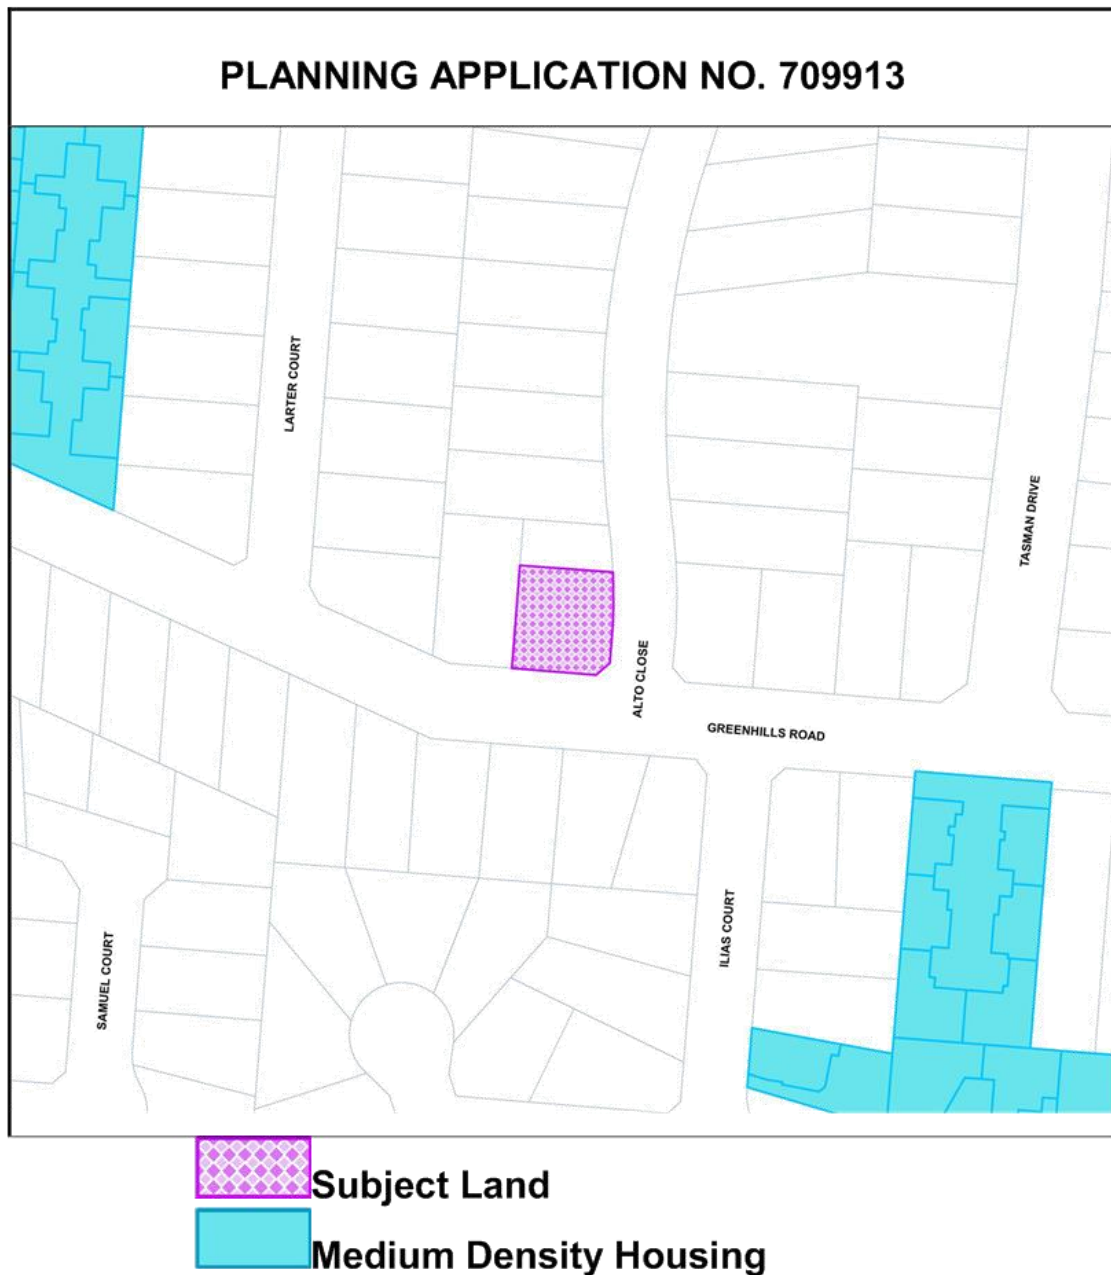 PLANNING APPLICATION NO. 709913
LARTER COURT
TASMAN DRIVE
ALTO CLOSE
GREENHILLS ROAD
ILIAS COURT
SAMUEL COURT
Subject Land
Medium Density Housing